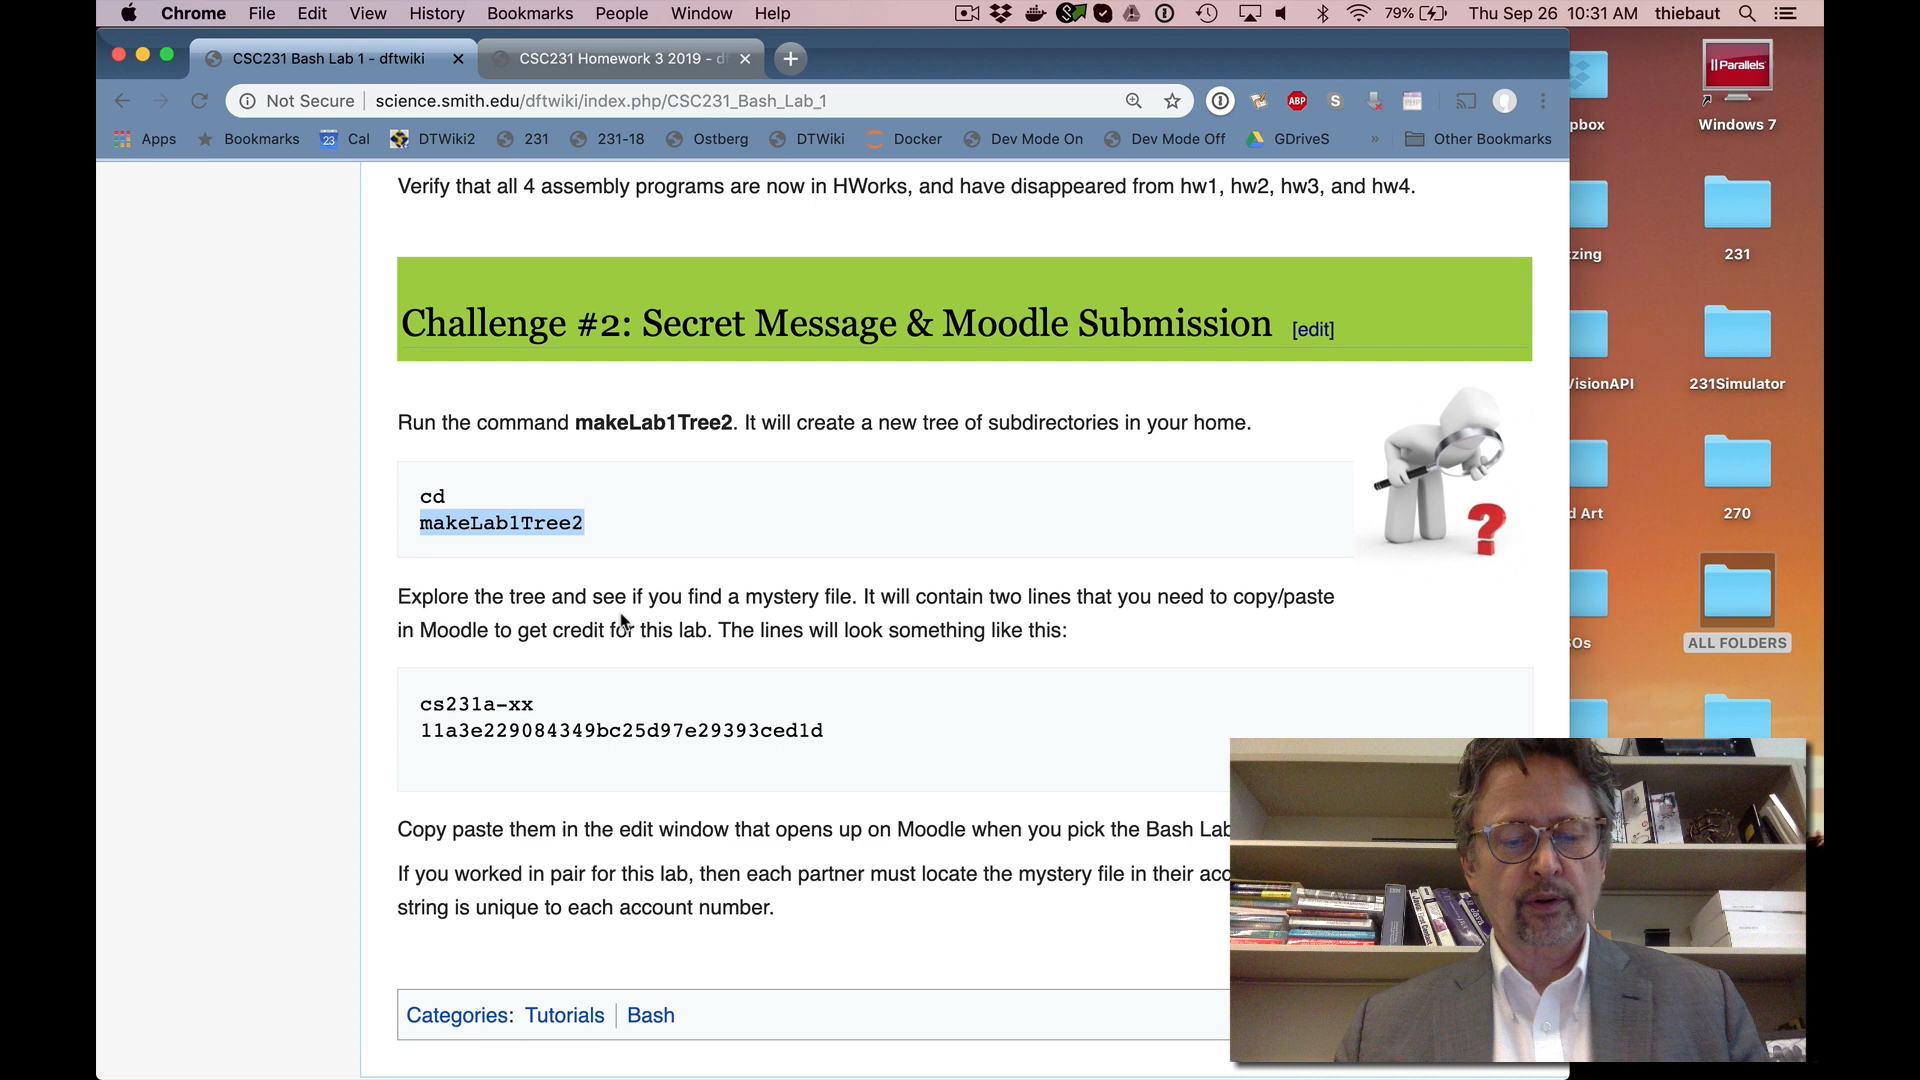 Chrome File Edit View History Bookmarks People Window Help 79% Thu Sep 26 10:31 AM thiebaut
CSC231 Bash Lab 1 - dftwiki
CSC231 Homework 3 2019 - d
Not Secure science.smith.edu/dftwiki/index.php/CSC231_Bash_Lab_1
ABP S PHP
Apps Bookmarks 23 Cal DTWiki2 231 231-18 Ostberg DTWiki Docker Dev Mode On Dev Mode Off GDriveS » Other Bookmarks
Verify that all 4 assembly programs are now in HWorks, and have disappeared from hw1, hw2, hw3, and hw4.
Challenge #2: Secret Message & Moodle Submission [edit]
Run the command makeLab1Tree2. It will create a new tree of subdirectories in your home.
cd
makeLab1Tree2
Explore the tree and see if you find a mystery file. It will contain two lines that you need to copy/paste
in Moodle to get credit for this lab. The lines will look something like this:
cs231a-xx
11a3e229084349bc25d97e29393ced1d
Copy paste them in the edit window that opens up on Moodle when you pick the Bash Lab
If you worked in pair for this lab, then each partner must locate the mystery file in their acc
string is unique to each account number.
Categories: Tutorials Bash
|| Parallels
pbox
Windows 7
zing
231
VisionAPI
231Simulator
d Art
270
SOs
ALL FOLDERS
IBM
Java